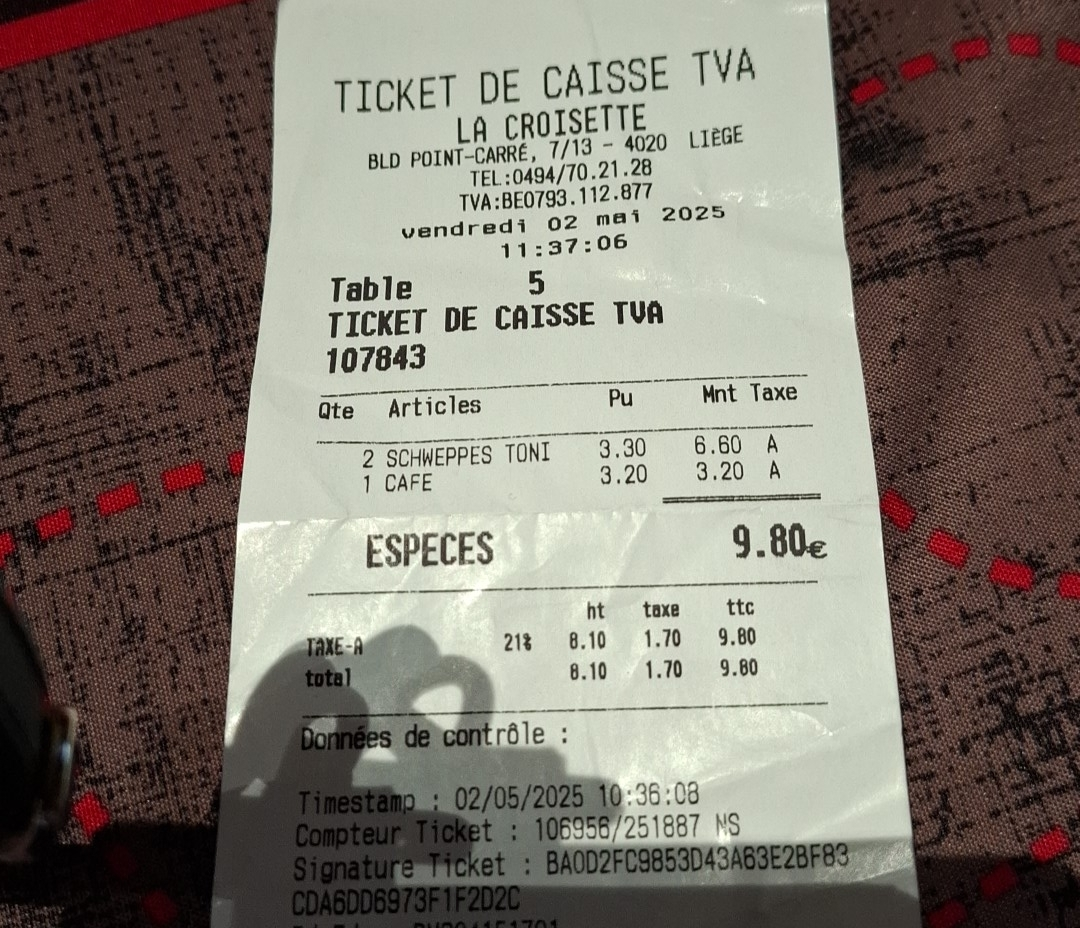 TICKET DE CAISSE TVA
LA CROISETTE
BLD POINT-CARRÉ, 7/13 - 4020 LIÈGE
TEL:0494/70.21.28
TVA:BE0793.112.877
vendredi 02 mai 2025
11:37:06
Table 5
TICKET DE CAISSE TVA
107843
Qte Articles Pu Mnt Taxe
2 SCHWEPPES TONI 3.30 6.60 A
1 CAFE 3.20 3.20 A
ESPECES 9.80€
ht taxe ttc
TAXE-A 21% 8.10 1.70 9.80
total 8.10 1.70 9.80
Données de contrôle :
Timestamp : 02/05/2025 10:36:08
Compteur Ticket : 106956/251887 NS
Signature Ticket : BA0D2FC9853D43A63E2BF83
CDA6DD6973F1F2D2C